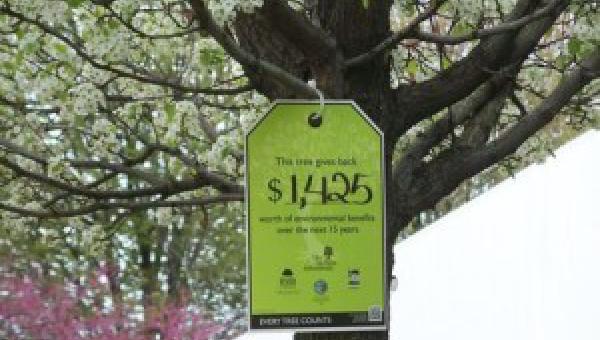 This tree gives back
$1,425
worth of environmental benefits
over the next 15 years
EVERY TREE COUNTS